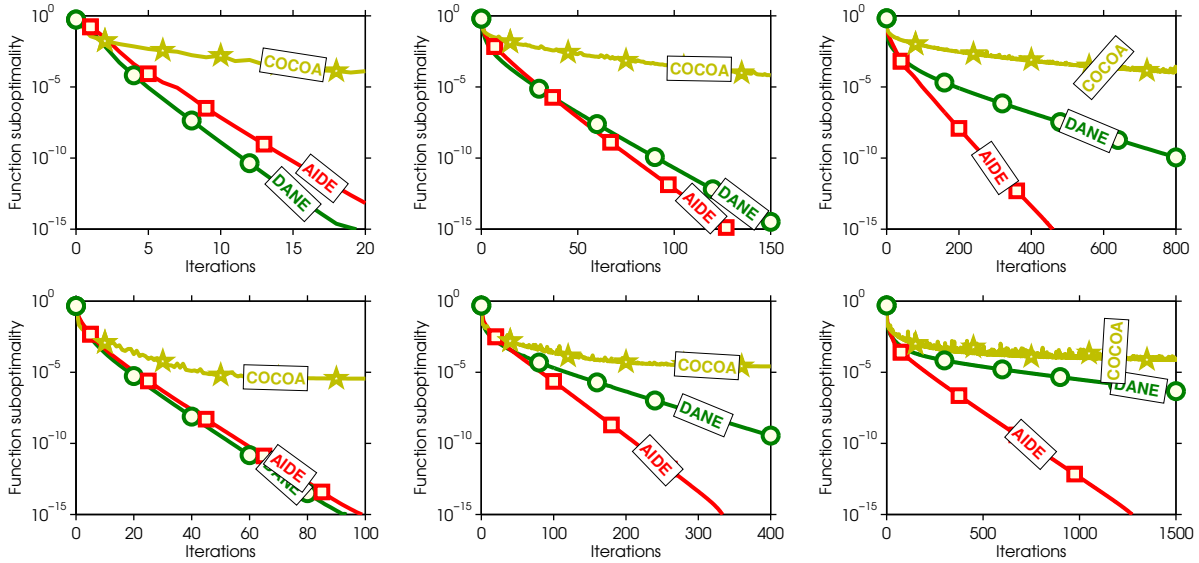 Function suboptimality
10^0
10^-5
10^-10
10^-15
COCOA
AIDE
DANE
0 5 10 15 20
Iterations
Function suboptimality
10^0
10^-5
10^-10
10^-15
COCOA
DANE
AIDE
0 50 100 150
Iterations
Function suboptimality
10^0
10^-5
10^-10
10^-15
COCOA
DANE
AIDE
0 200 400 600 800
Iterations
Function suboptimality
10^0
10^-5
10^-10
10^-15
COCOA
AIDE
DANE
0 20 40 60 80 100
Iterations
Function suboptimality
10^0
10^-5
10^-10
10^-15
COCOA
DANE
AIDE
0 100 200 300 400
Iterations
Function suboptimality
10^0
10^-5
10^-10
10^-15
COCOA
DANE
AIDE
0 500 1000 1500
Iterations